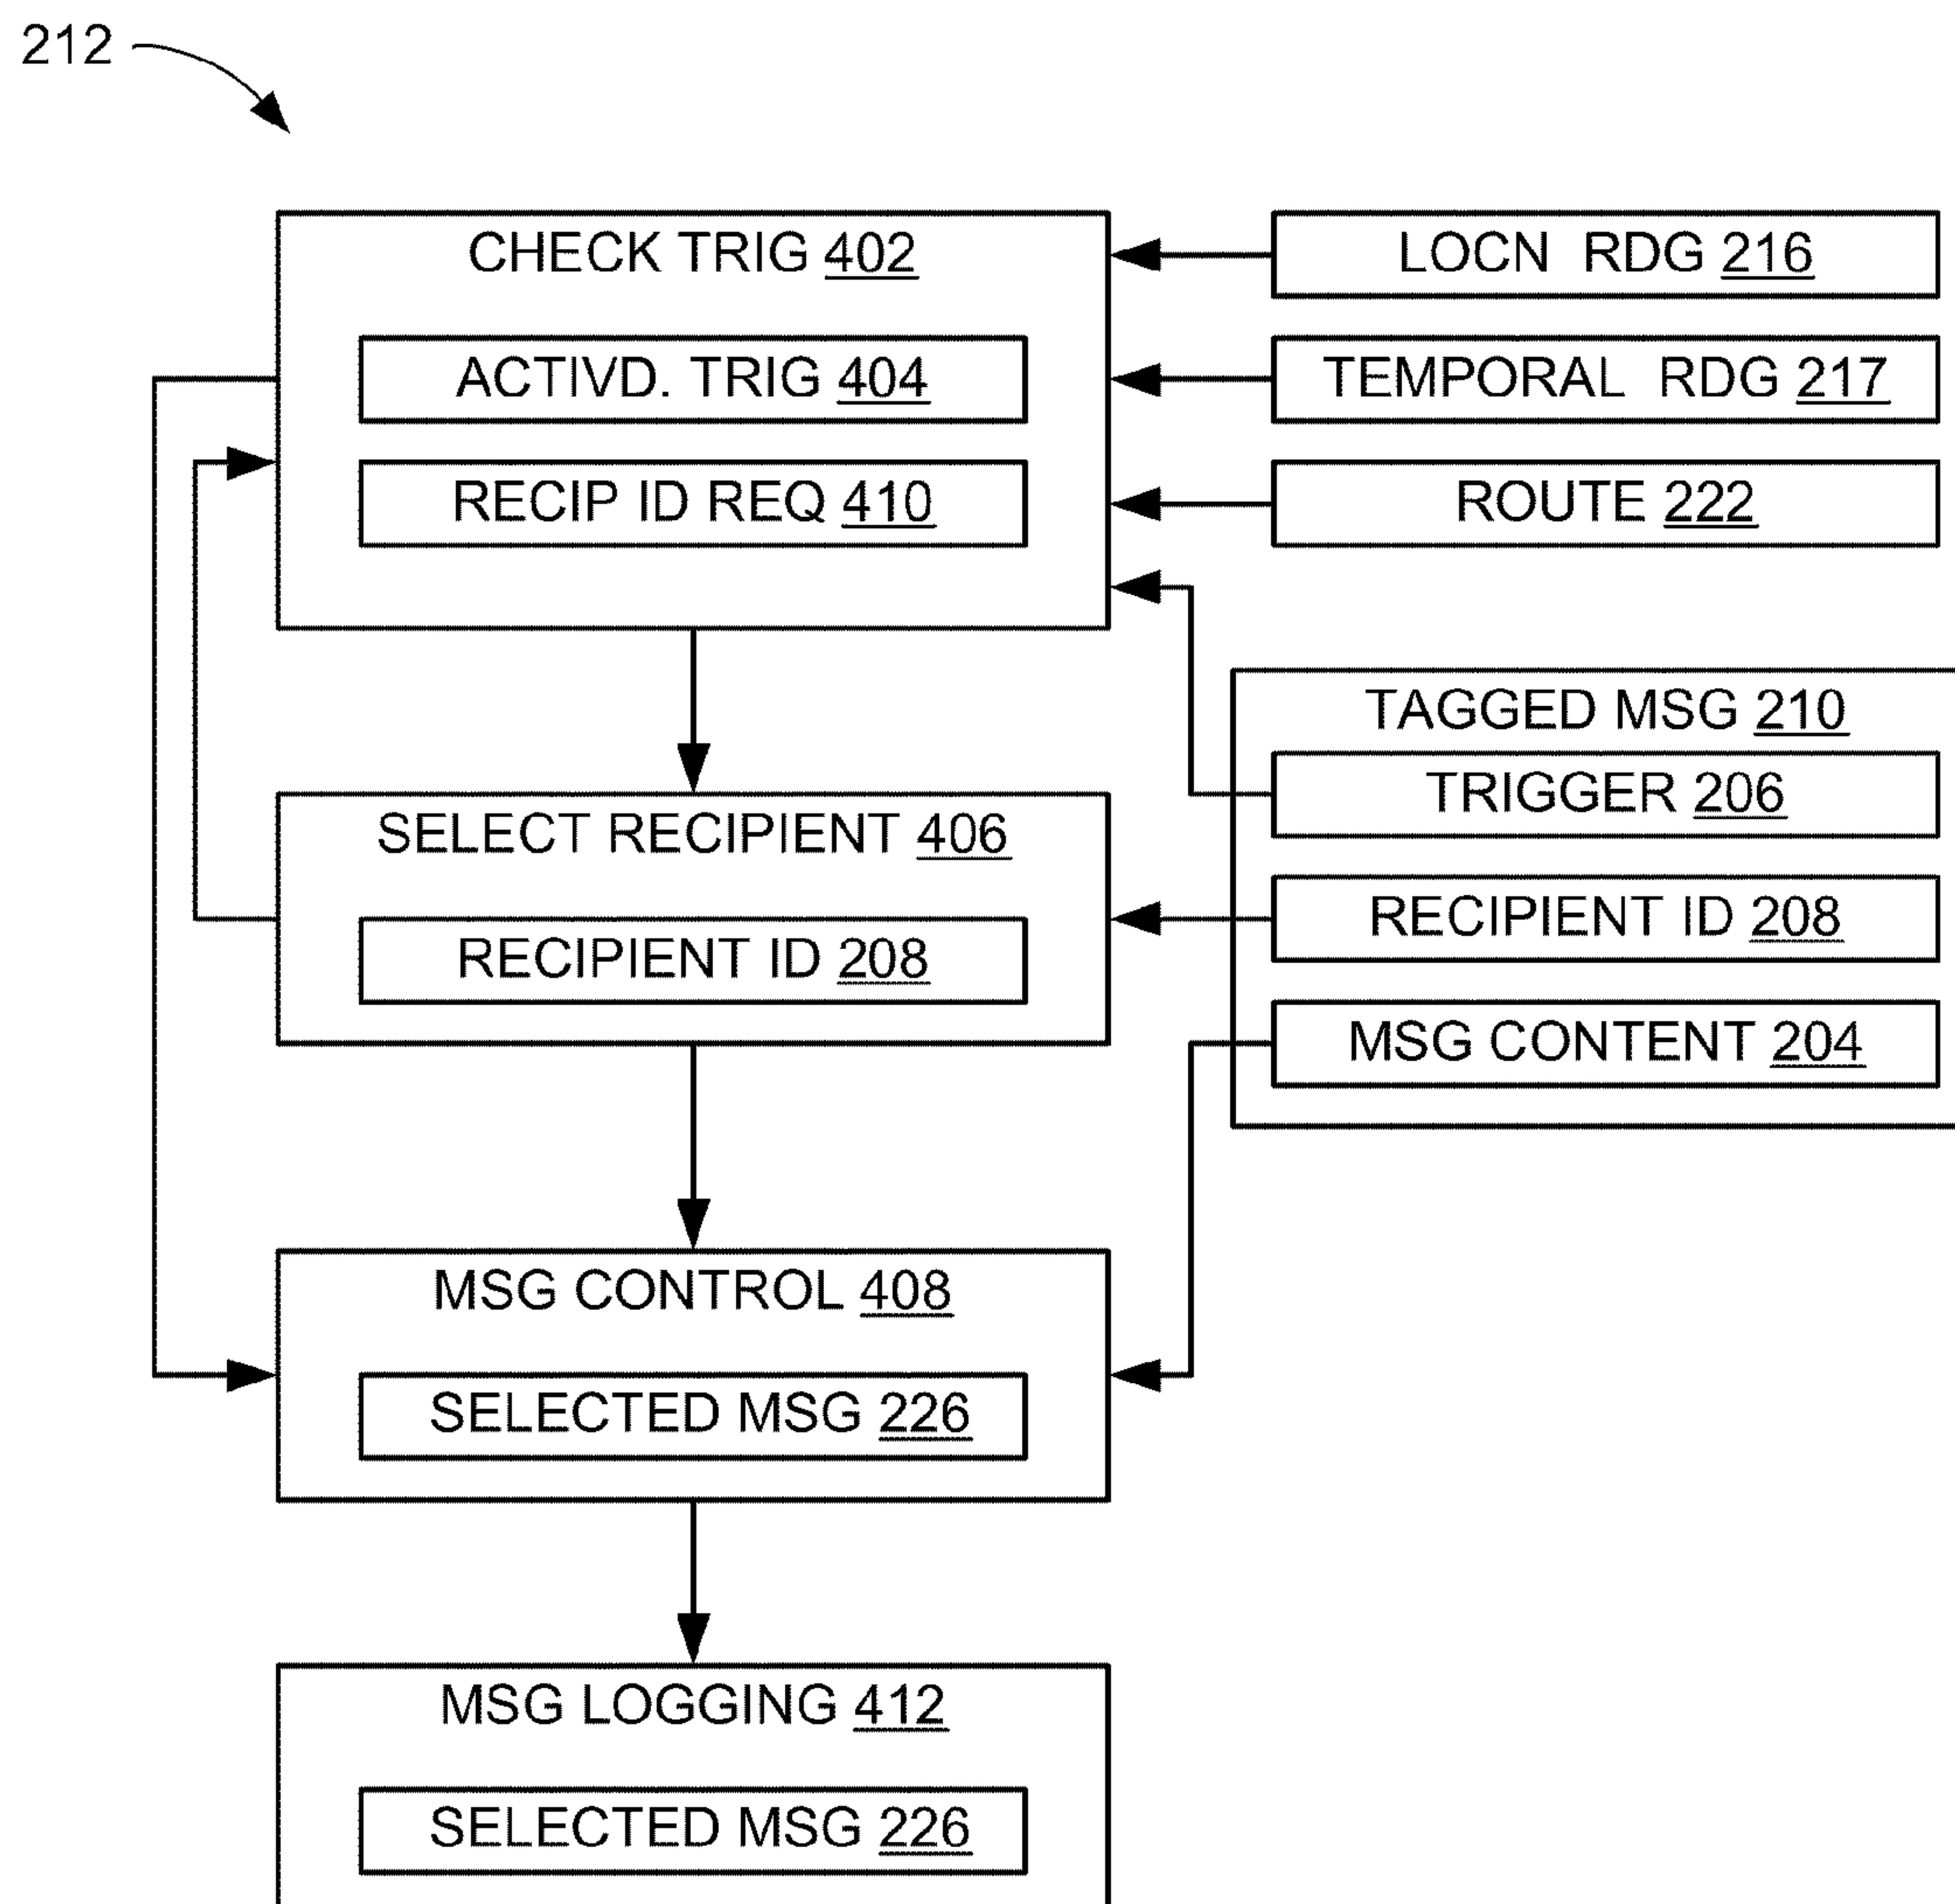 212
CHECK TRIG 402
ACTIVD. TRIG 404
RECIP ID REQ 410
LOCN RDG 216
TEMPORAL RDG 217
ROUTE 222
TAGGED MSG 210
TRIGGER 206
RECIPIENT ID 208
MSG CONTENT 204
SELECT RECIPIENT 406
RECIPIENT ID 208
MSG CONTROL 408
SELECTED MSG 226
MSG LOGGING 412
SELECTED MSG 226